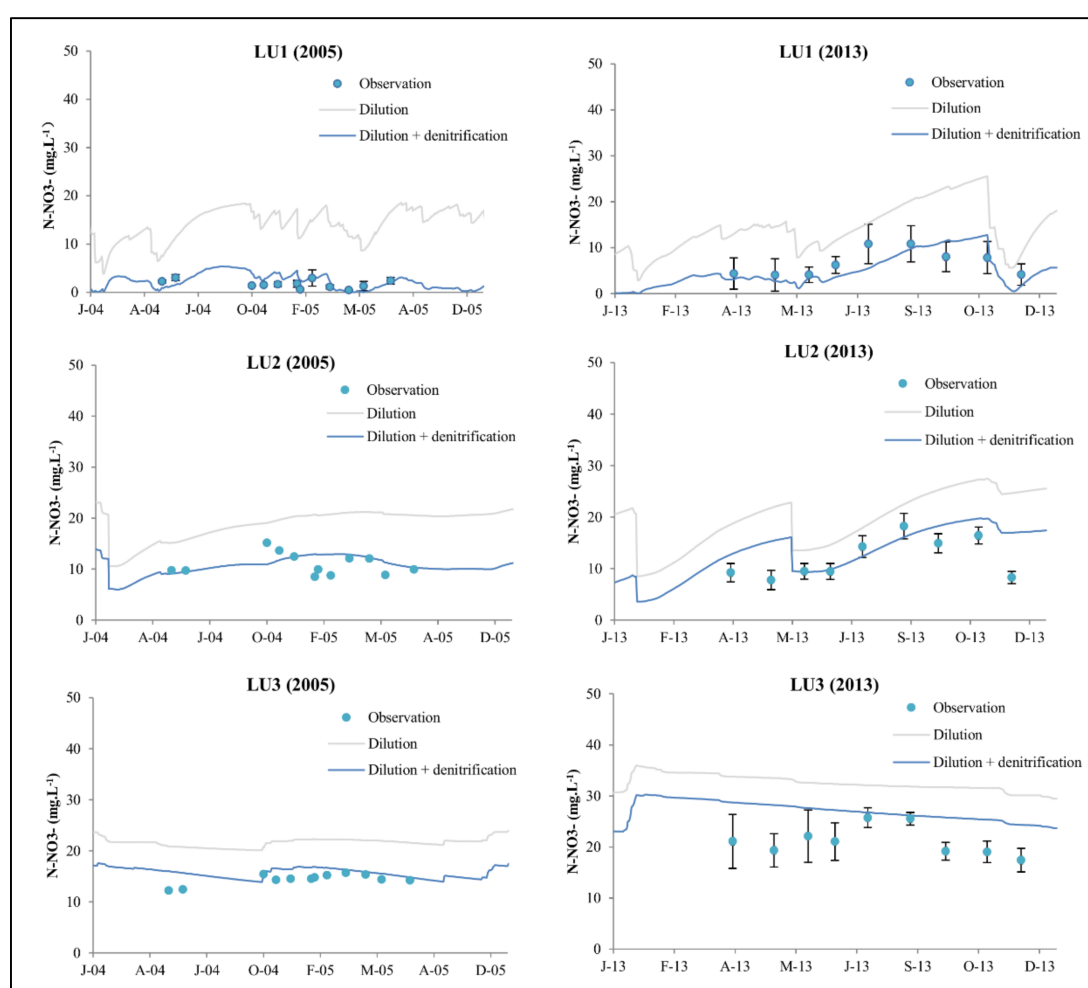 LU1 (2005)
50
40
30
20
10
0
N-NO3- (mg.L-1)
Observation
Dilution
Dilution + denitrification
J-04 A-04 J-04 O-04 F-05 M-05 A-05 D-05
LU1 (2013)
50
40
30
20
10
0
N-NO3- (mg.L-1)
Observation
Dilution
Dilution + denitrification
J-13 F-13 A-13 M-13 J-13 S-13 O-13 D-13
LU2 (2005)
50
40
30
20
10
0
N-NO3- (mg.L-1)
Observation
Dilution
Dilution + denitrification
J-04 A-04 J-04 O-04 F-05 M-05 A-05 D-05
LU2 (2013)
50
40
30
20
10
0
N-NO3- (mg.L-1)
Observation
Dilution
Dilution + denitrification
J-13 F-13 A-13 M-13 J-13 S-13 O-13 D-13
LU3 (2005)
50
40
30
20
10
0
N-NO3- (mg.L-1)
Observation
Dilution
Dilution + denitrification
J-04 A-04 J-04 O-04 F-05 M-05 A-05 D-05
LU3 (2013)
50
40
30
20
10
0
N-NO3- (mg.L-1)
Observation
Dilution
Dilution + denitrification
J-13 F-13 A-13 M-13 J-13 S-13 O-13 D-13